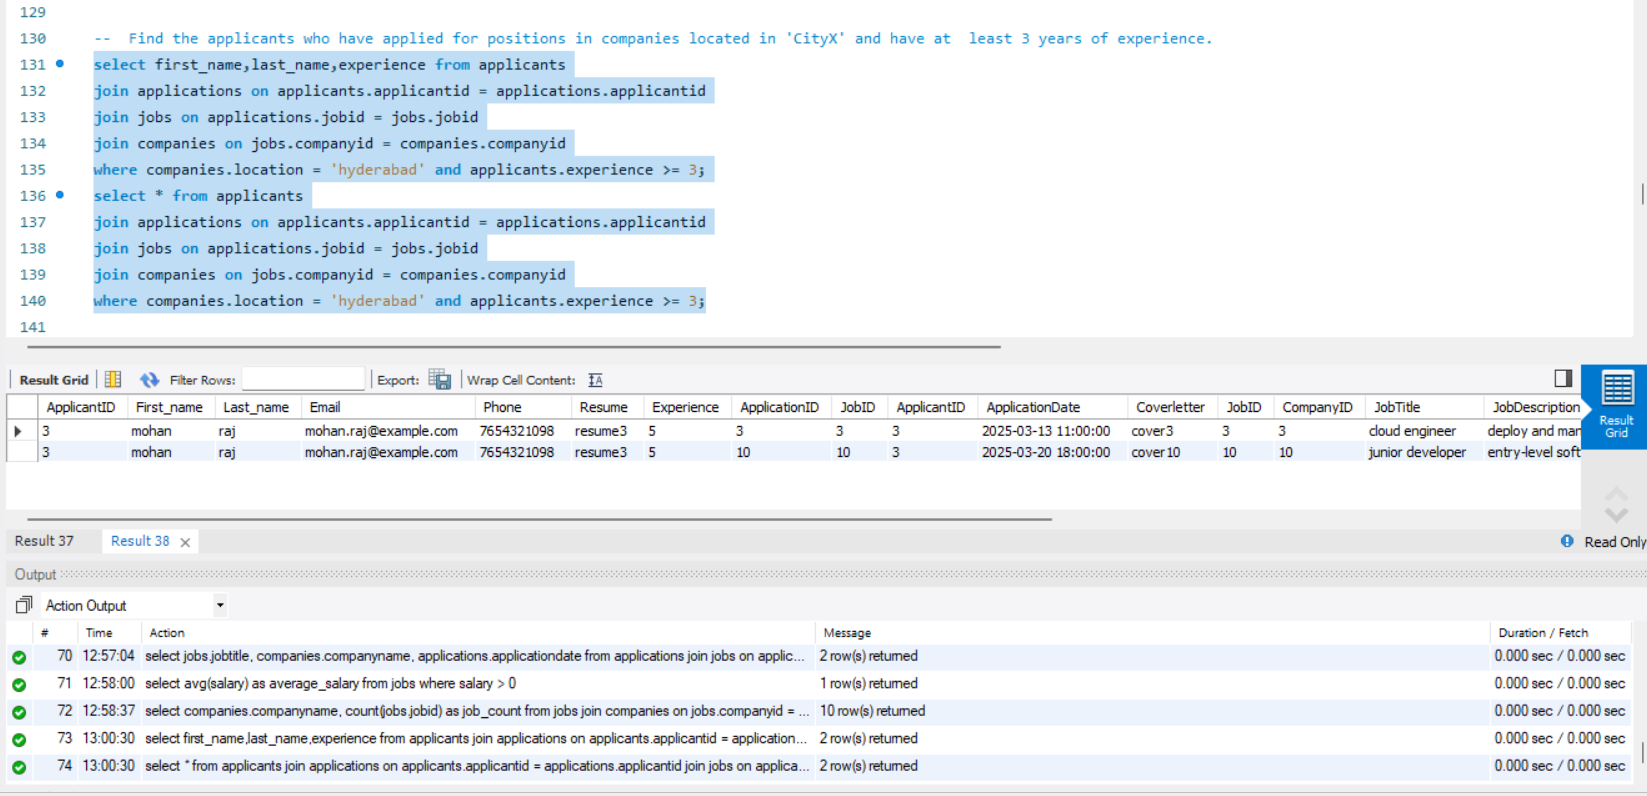 129
130 -- Find the applicants who have applied for positions in companies located in 'CityX' and have at least 3 years of experience.
131 select first_name,last_name,experience from applicants
132 join applications on applicants.applicantid = applications.applicantid
133 join jobs on applications.jobid = jobs.jobid
134 join companies on jobs.companyid = companies.companyid
135 where companies.location = 'hyderabad' and applicants.experience >= 3;
136 select * from applicants
137 join applications on applicants.applicantid = applications.applicantid
138 join jobs on applications.jobid = jobs.jobid
139 join companies on jobs.companyid = companies.companyid
140 where companies.location = 'hyderabad' and applicants.experience >= 3;
141
Result Grid Filter Rows: Export: Wrap Cell Content: IA
ApplicantID First_name Last_name Email Phone Resume Experience ApplicationID JobID ApplicantID ApplicationDate Coverletter JobID CompanyID JobTitle JobDescription
3 mohan raj mohan.raj@example.com 7654321098 resume3 5 3 3 3 2025-03-13 11:00:00 cover3 3 3 cloud engineer deploy and man
3 mohan raj mohan.raj@example.com 7654321098 resume3 5 10 10 3 2025-03-20 18:00:00 cover10 10 10 junior developer entry-level soft
Result
Grid
Result 37 Result 38 Read Only
Output
Action Output
# Time Action Message Duration / Fetch
70 12:57:04 select jobs.jobtitle, companies.companyname, applications.applicationdate from applications join jobs on applic... 2 row(s) returned 0.000 sec / 0.000 sec
71 12:58:00 select avg(salary) as average_salary from jobs where salary > 0 1 row(s) returned 0.000 sec / 0.000 sec
72 12:58:37 select companies.companyname, count(jobs.jobid) as job_count from jobs join companies on jobs.companyid = ... 10 row(s) returned 0.000 sec / 0.000 sec
73 13:00:30 select first_name,last_name,experience from applicants join applications on applicants.applicantid = application... 2 row(s) returned 0.000 sec / 0.000 sec
74 13:00:30 select * from applicants join applications on applicants.applicantid = applications.applicantid join jobs on applica... 2 row(s) returned 0.000 sec / 0.000 sec